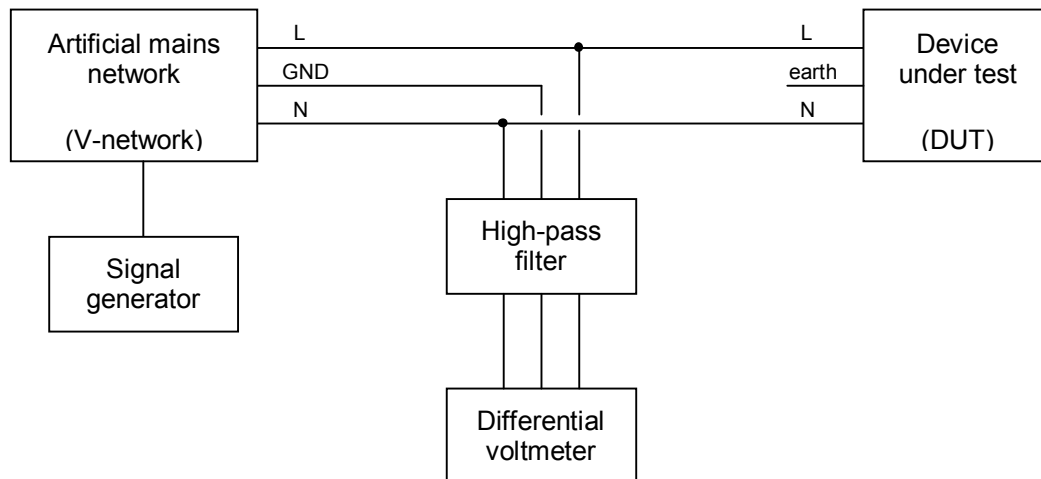 Artificial mains
network
(V-network)
L
GND
N
L
earth
N
Device
under test
(DUT)
Signal
generator
High-pass
filter
Differential
voltmeter